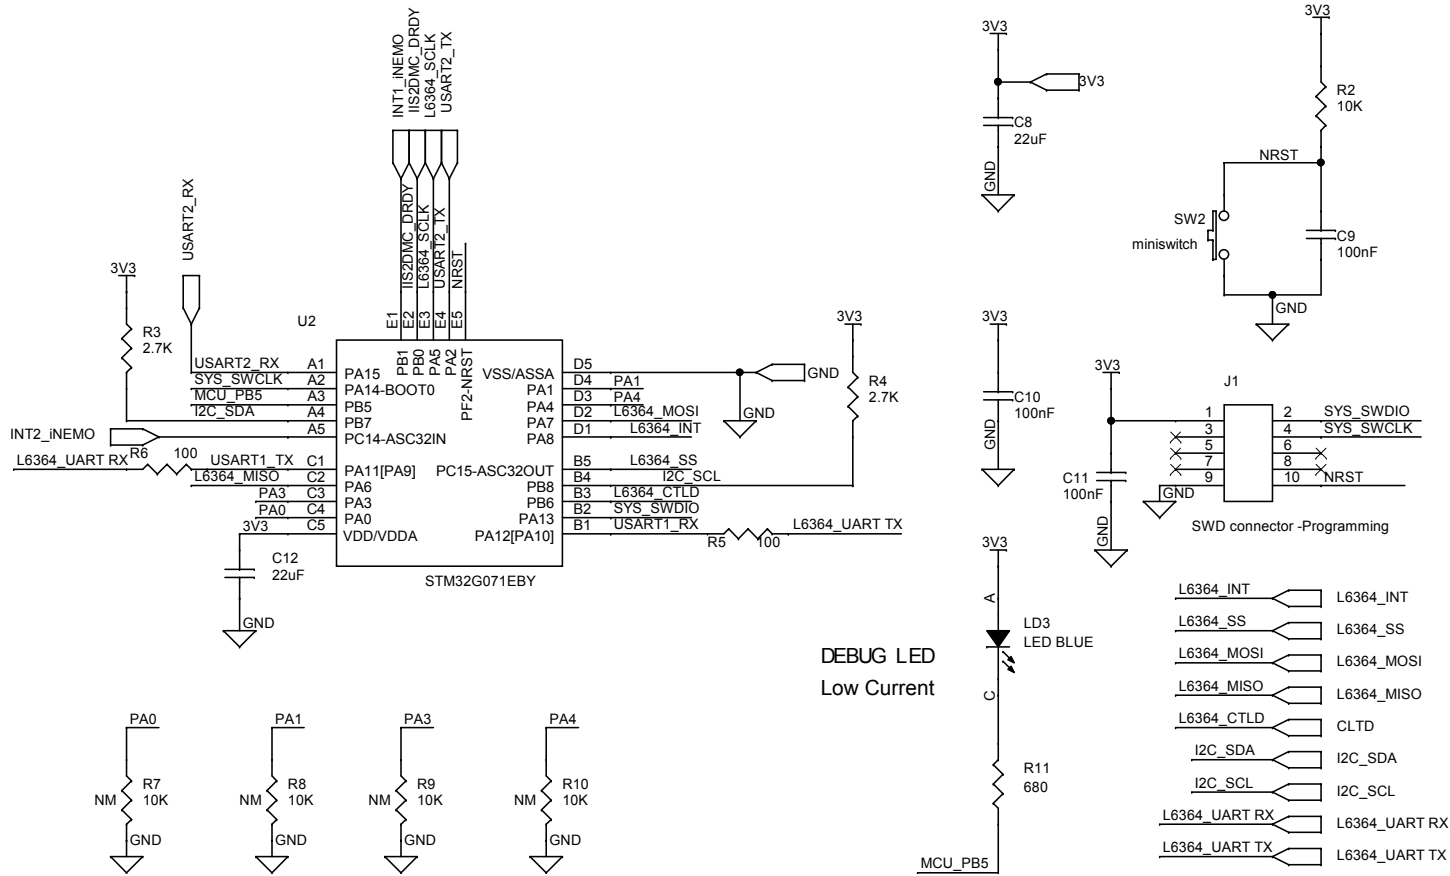 INT1_iNEMO
IIS2DMC_DRDY
L6364_SCLK
USART2_TX
IIS2DMC_DRDY
L6364_SCLK
USART2_TX
NRST
E1
E2
E3
E4
E5
PB1
PB0
PA5
PA2
PF2-NRST
USART2_RX
3V3
R3
2.7K
U2
USART2_RX A1 PA15
SYS_SWCLK A2 PA14-BOOT0
MCU_PB5 A3 PB5
I2C_SDA A4 PB7
INT2_iNEMO A5 PC14-ASC32IN
L6364_UART RX R6 100 USART1_TX C1 PA11[PA9]
L6364_MISO C2 PA6
PA3 C3 PA3
PA0 C4 PA0
3V3 C5 VDD/VDDA
C12
22uF
GND
VSS/ASSA D5 GND
GND
PA1 D4 PA1
PA4 D3 PA4
PA7 D2 L6364_MOSI
PA8 D1 L6364_INT
PC15-ASC32OUT B5 L6364_SS
PB8 B4 I2C_SCL
PB6 B3 L6364_CTLD
PA13 B2 SYS_SWDIO
PA12[PA10] B1 USART1_RX R5 100 L6364_UART TX
STM32G071EBY
3V3
R4
2.7K
3V3
3V3
C8
22uF
GND
3V3
R2
10K
NRST
SW2
miniswitch
C9
100nF
GND
3V3
C10
100nF
GND
3V3
C11
100nF
GND
GND
J1
1 2 SYS_SWDIO
3 4 SYS_SWCLK
5 6
7 8
9 10 NRST
SWD connector -Programming
3V3
A
LD3
LED BLUE
C
R11
680
MCU_PB5
DEBUG LED
Low Current
L6364_INT L6364_INT
L6364_SS L6364_SS
L6364_MOSI L6364_MOSI
L6364_MISO L6364_MISO
L6364_CTLD CLTD
I2C_SDA I2C_SDA
I2C_SCL I2C_SCL
L6364_UART RX L6364_UART RX
L6364_UART TX L6364_UART TX
PA0
R7
NM 10K
GND
PA1
R8
NM 10K
GND
PA3
R9
NM 10K
GND
PA4
R10
NM 10K
GND